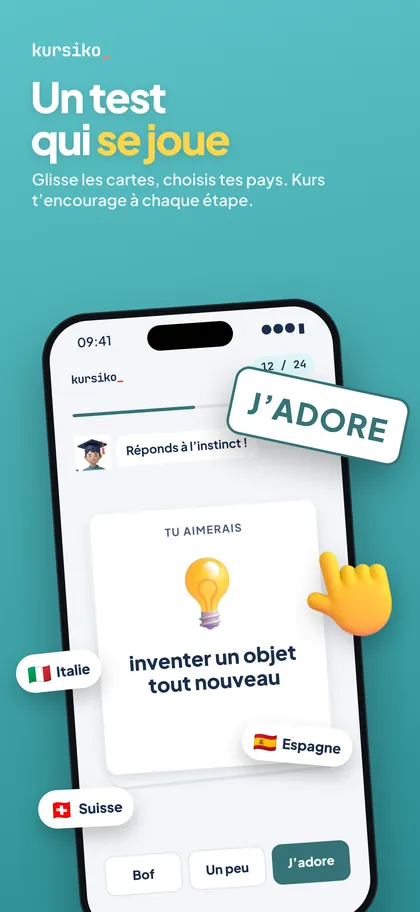 kursiko_
Un test
qui se joue
Glisse les cartes, choisis tes pays. Kurs
t’encourage à chaque étape.
09:41
kursiko_
12 / 24
J’ADORE
Réponds à l’instinct !
TU AIMERAIS
inventer un objet
tout nouveau
Italie
Espagne
Suisse
Bof
Un peu
J’adore